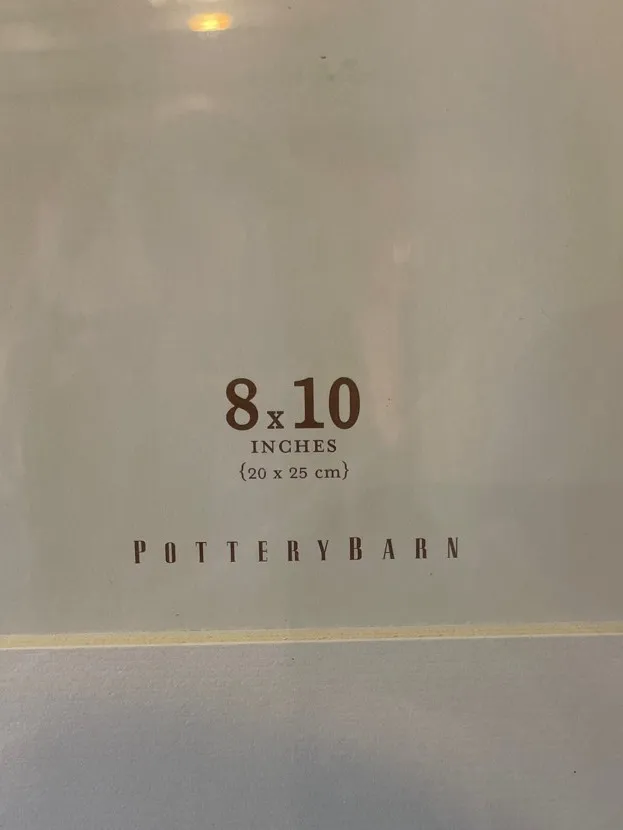 8x10
INCHES
{20 x 25 cm}
POTTERYBARN